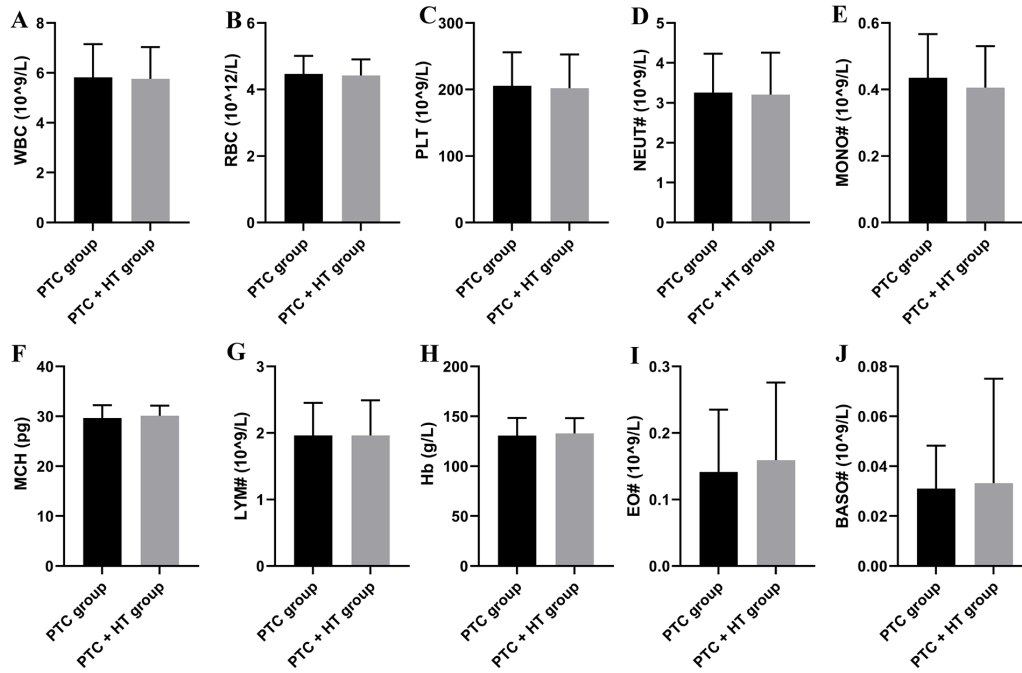 A
WBC (10^9/L)
8
6
4
2
0
PTC group
PTC + HT group
B
RBC (10^12/L)
6
4
2
0
PTC group
PTC + HT group
C
PLT (10^9/L)
300
200
100
0
PTC group
PTC + HT group
D
NEUT# (10^9/L)
5
4
3
2
1
0
PTC group
PTC + HT group
E
MONO# (10^9/L)
0.6
0.4
0.2
0.0
PTC group
PTC + HT group
F
MCH (pg)
40
30
20
10
0
PTC group
PTC + HT group
G
LYM# (10^9/L)
3
2
1
0
PTC group
PTC + HT group
H
Hb (g/L)
200
150
100
50
0
PTC group
PTC + HT group
I
EO# (10^9/L)
0.3
0.2
0.1
0.0
PTC group
PTC + HT group
J
BASO# (10^9/L)
0.08
0.06
0.04
0.02
0.00
PTC group
PTC + HT group